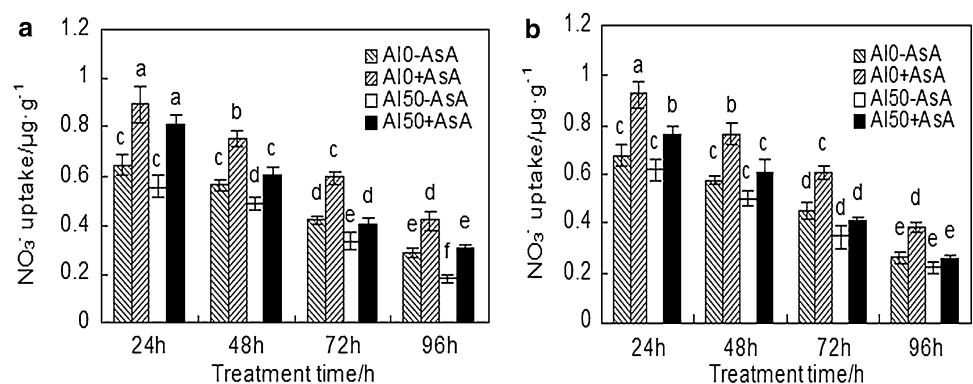 a
NO₃⁻ uptake/µg·g⁻¹
1.2
1
0.8
0.6
0.4
0.2
0
Al0-AsA
Al0+AsA
Al50-AsA
Al50+AsA
c a c a
c b d c
d c e d
e d f e
24h 48h 72h 96h
Treatment time/h
b
NO₃⁻ uptake/µg·g⁻¹
1.2
1
0.8
0.6
0.4
0.2
0
Al0-AsA
Al0+AsA
Al50-AsA
Al50+AsA
c a c b
c b c c
d c d d
e d e e
24h 48h 72h 96h
Treatment time/h